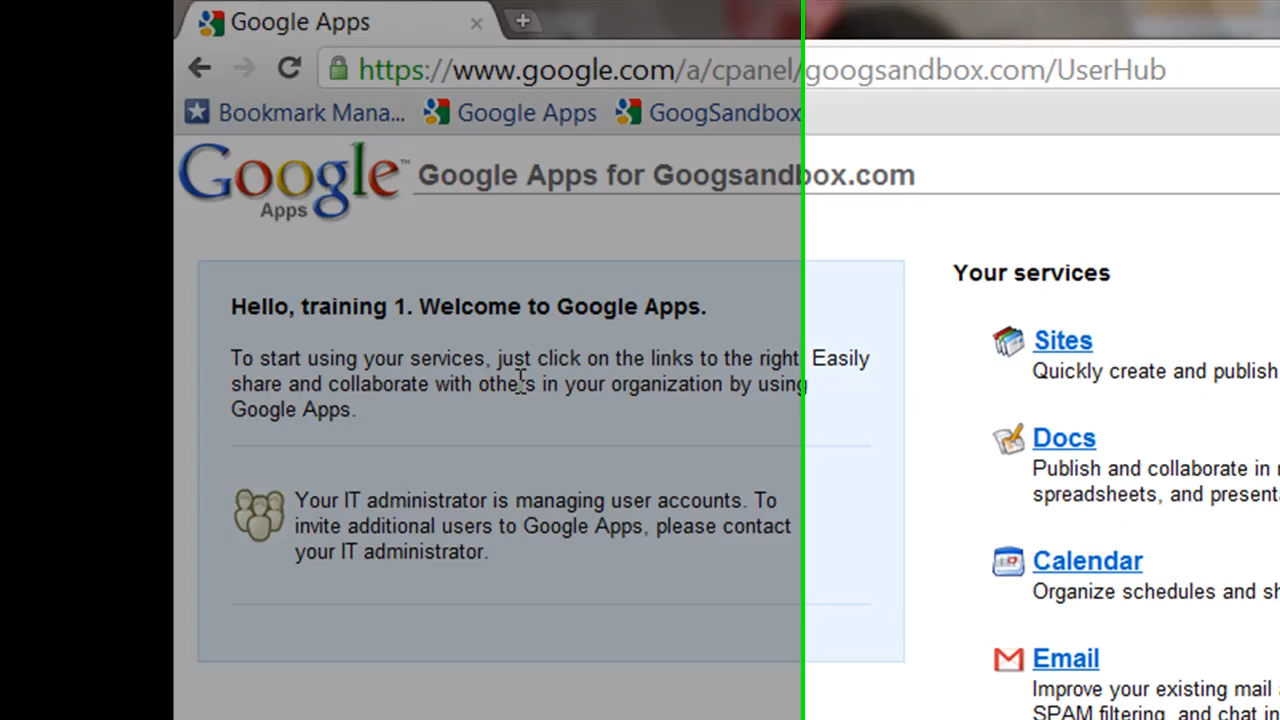 Google Apps
https://www.google.com/a/cpanel/googsandbox.com/UserHub
Bookmark Mana... Google Apps GoogSandbox
Google™ Apps
Google Apps for Googsandbox.com
Hello, training 1. Welcome to Google Apps.
To start using your services, just click on the links to the right. Easily
share and collaborate with others in your organization by using
Google Apps.
Your IT administrator is managing user accounts. To
invite additional users to Google Apps, please contact
your IT administrator.
Your services
Sites
Quickly create and publish
Docs
Publish and collaborate in
spreadsheets, and
Calendar
Organize schedules and
Email
Improve your existing mail
SPAM filtering, and chat in